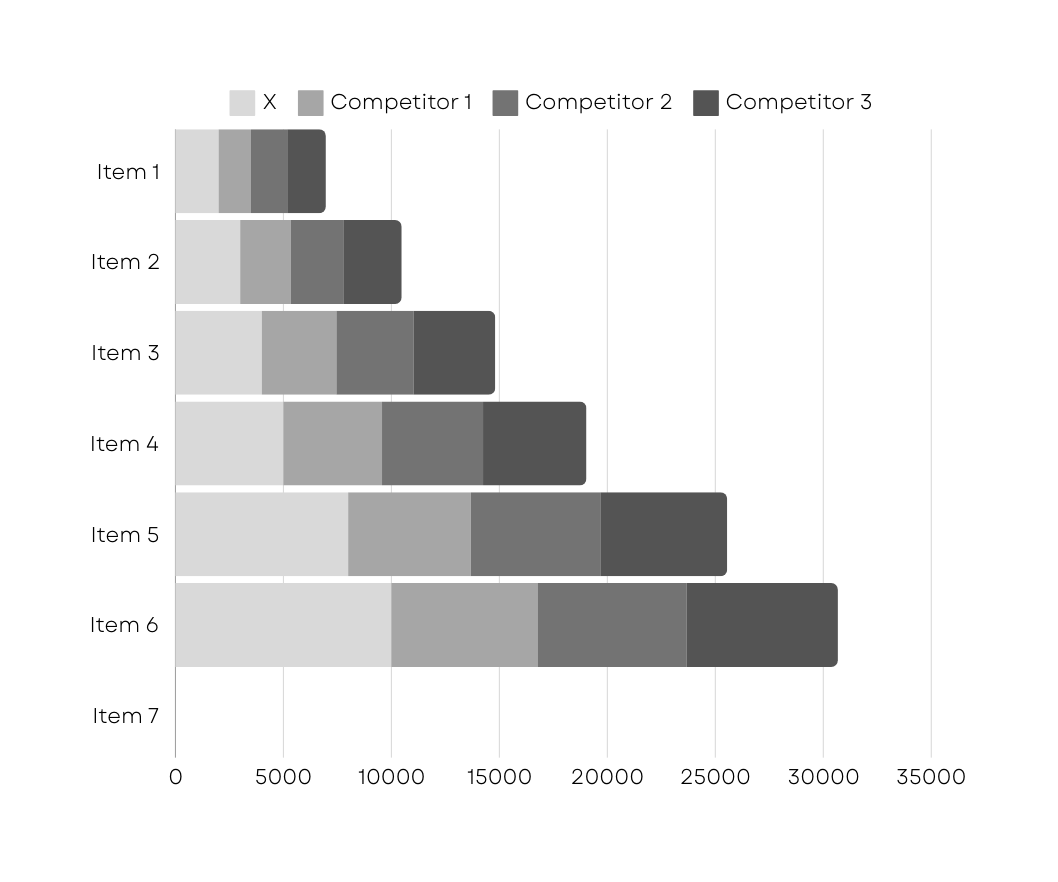 X Competitor 1 Competitor 2 Competitor 3
Item 1
Item 2
Item 3
Item 4
Item 5
Item 6
Item 7
0 5000 10000 15000 20000 25000 30000 35000